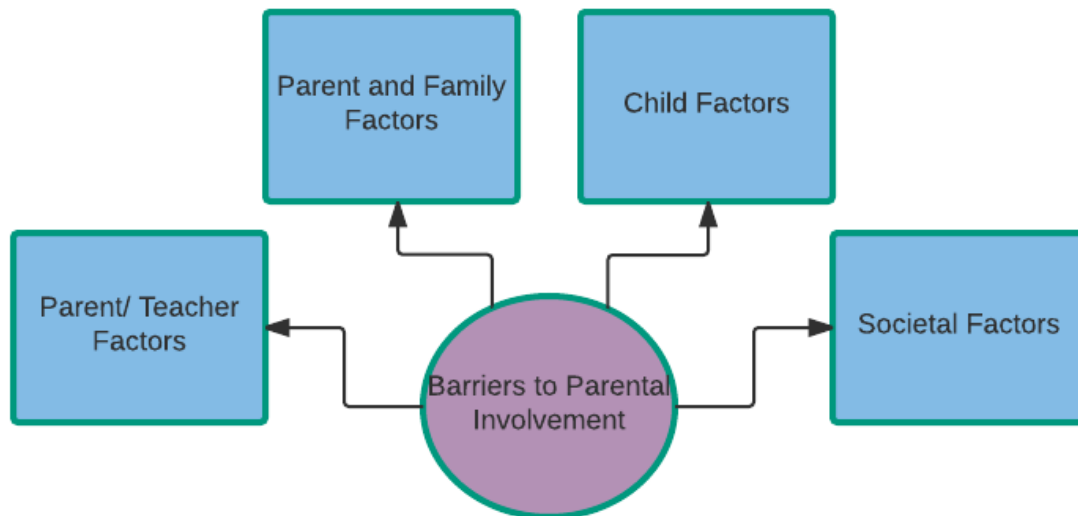 Parent and Family
Factors
Child Factors
Parent/ Teacher
Factors
Societal Factors
Barriers to Parental
Involvement